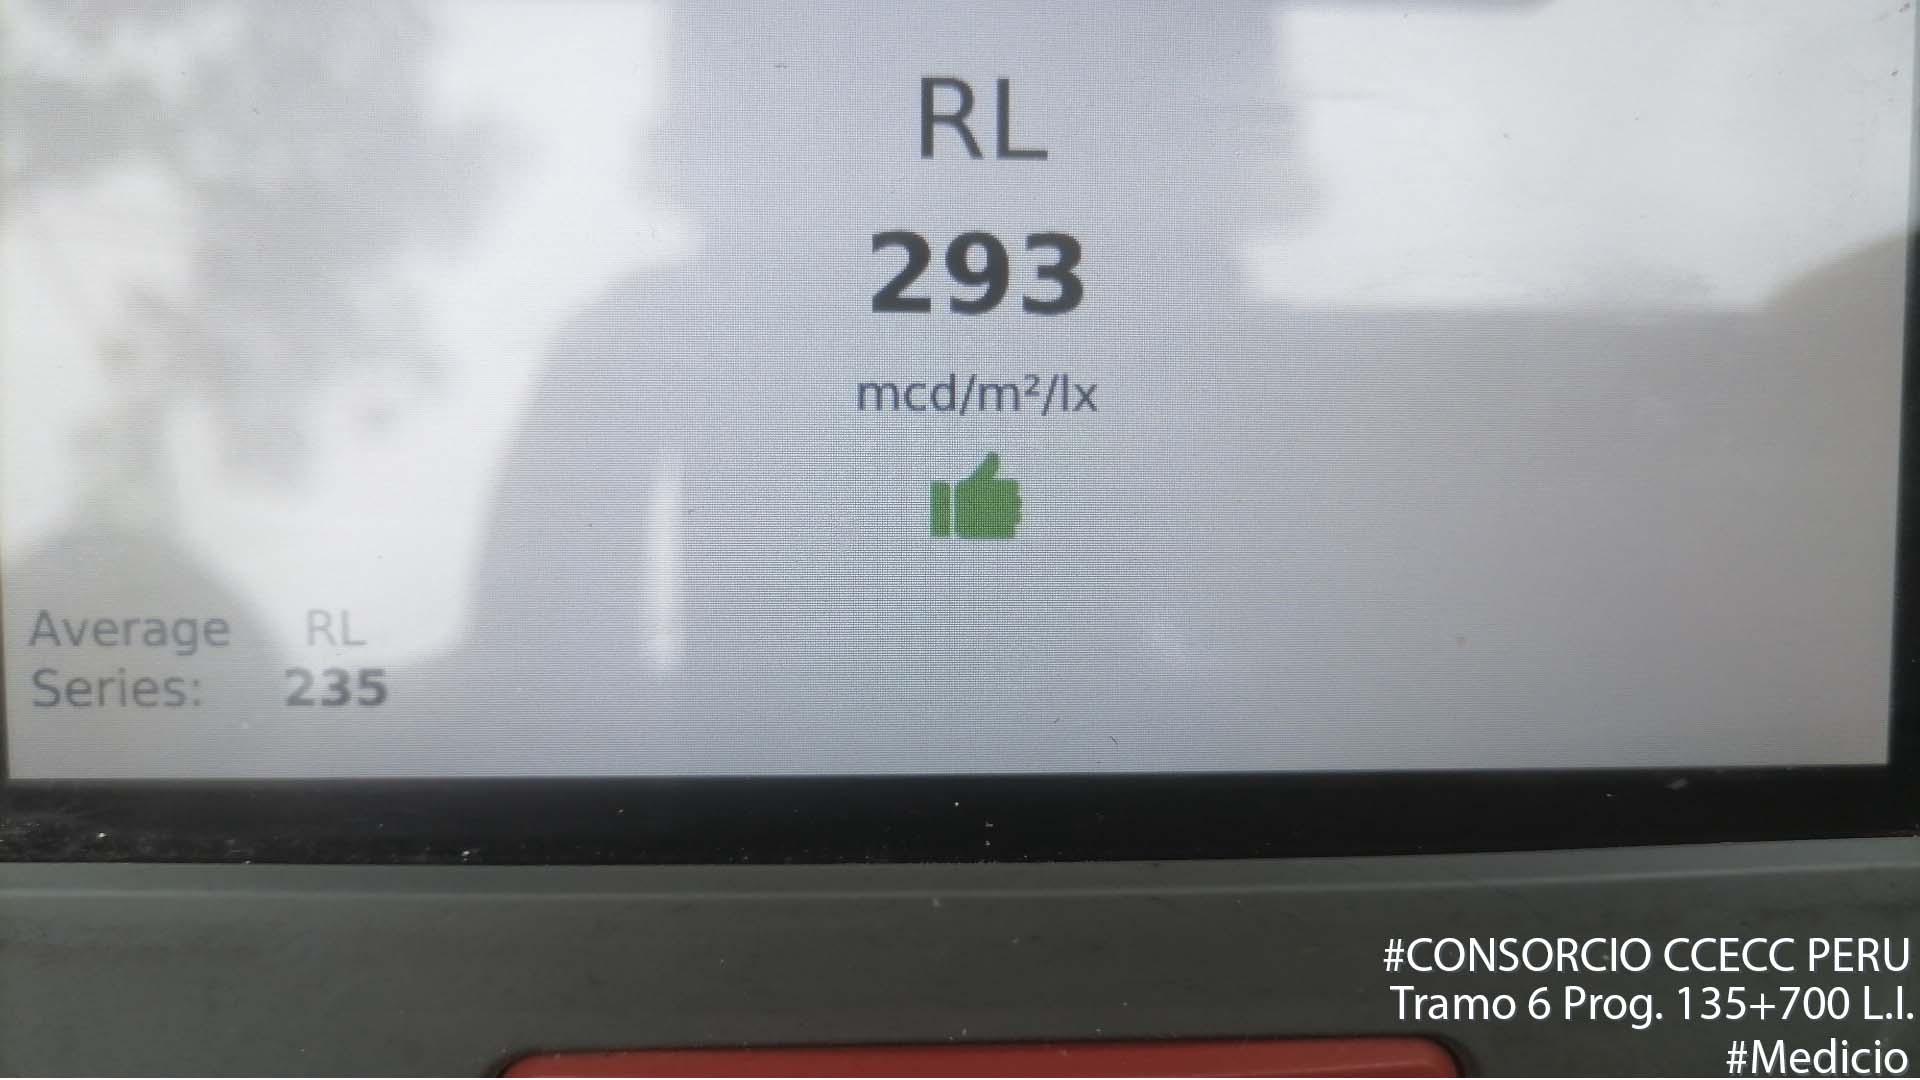 RL
293
mcd/m²/lx
Average RL
Series: 235
#CONSORCIO CCECC PERU
Tramo 6 Prog. 135+700 L.I.
#Medicio